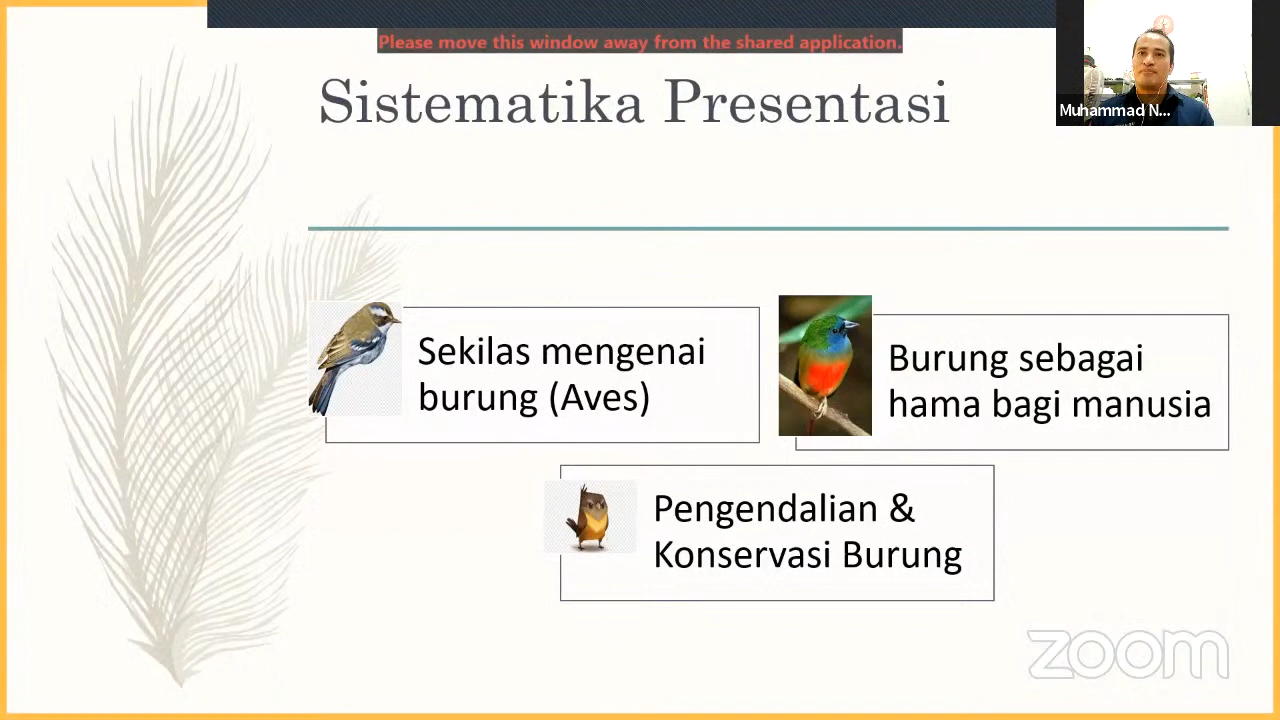 Please move this window away from the shared application.
Sistematika Presentasi
Muhammad N...
Sekilas mengenai
burung (Aves)
Burung sebagai
hama bagi manusia
Pengendalian &
Konservasi Burung
zoom